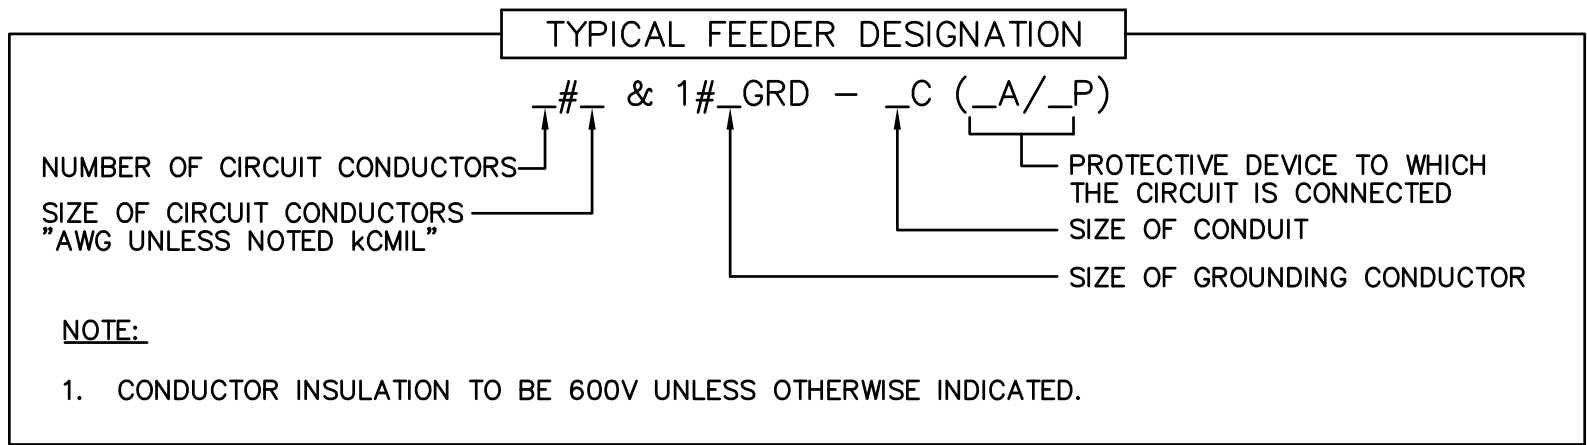 TYPICAL FEEDER DESIGNATION
_#_ & 1#_GRD - _C (_A/_P)
NUMBER OF CIRCUIT CONDUCTORS
SIZE OF CIRCUIT CONDUCTORS
"AWG UNLESS NOTED kCMIL"
PROTECTIVE DEVICE TO WHICH
THE CIRCUIT IS CONNECTED
SIZE OF CONDUIT
SIZE OF GROUNDING CONDUCTOR
NOTE:
1. CONDUCTOR INSULATION TO BE 600V UNLESS OTHERWISE INDICATED.